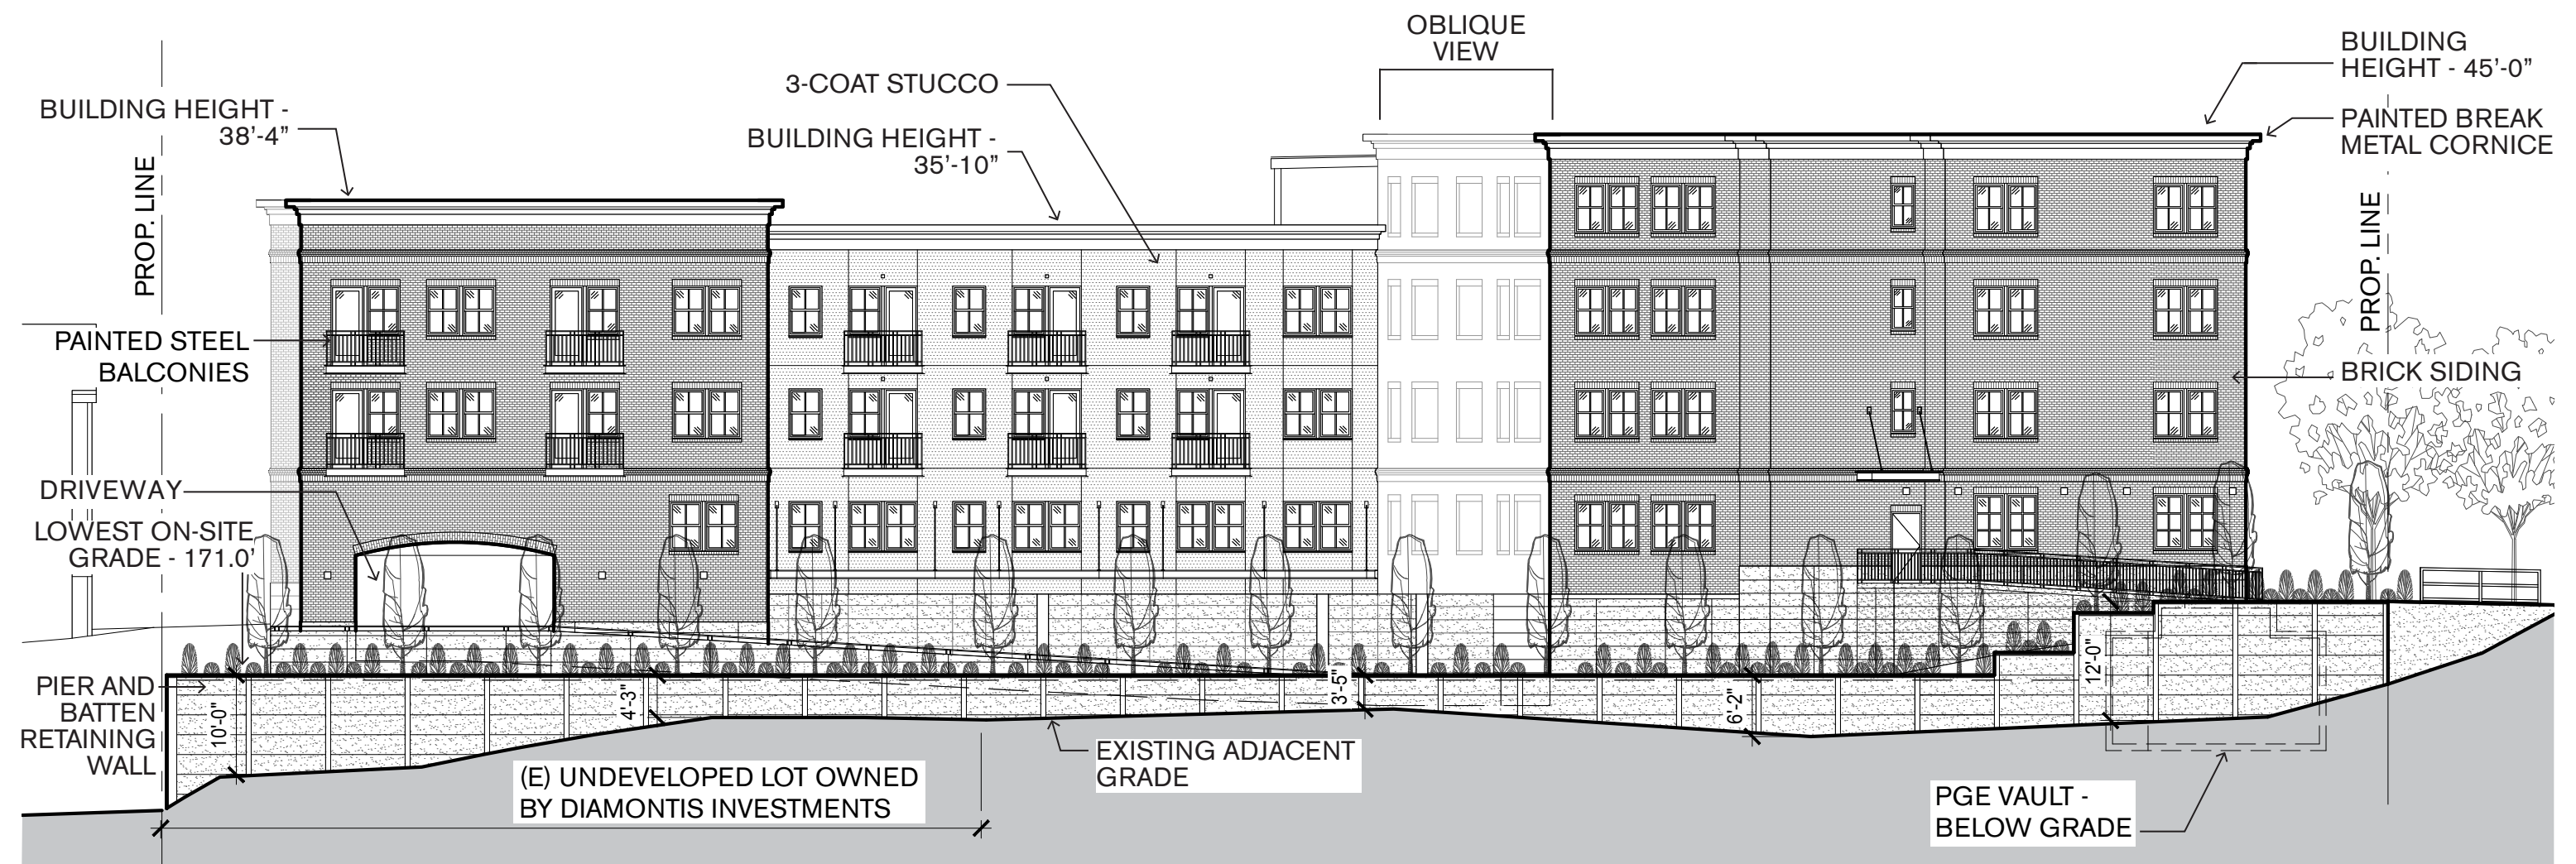 OBLIQUE
VIEW
BUILDING
HEIGHT - 45’-0”
3-COAT STUCCO
BUILDING HEIGHT -
38’-4”
PAINTED BREAK
METAL CORNICE
BUILDING HEIGHT -
35’-10”
PROP. LINE
PROP. LINE
PAINTED STEEL
BALCONIES
BRICK SIDING
DRIVEWAY
LOWEST ON-SITE
GRADE - 171.0'
PIER AND
BATTEN
RETAINING
WALL
10'-0"
4'-3"
3'-5"
6'-2"
12'-0"
EXISTING ADJACENT
GRADE
(E) UNDEVELOPED LOT OWNED
BY DIAMONTIS INVESTMENTS
PGE VAULT -
BELOW GRADE